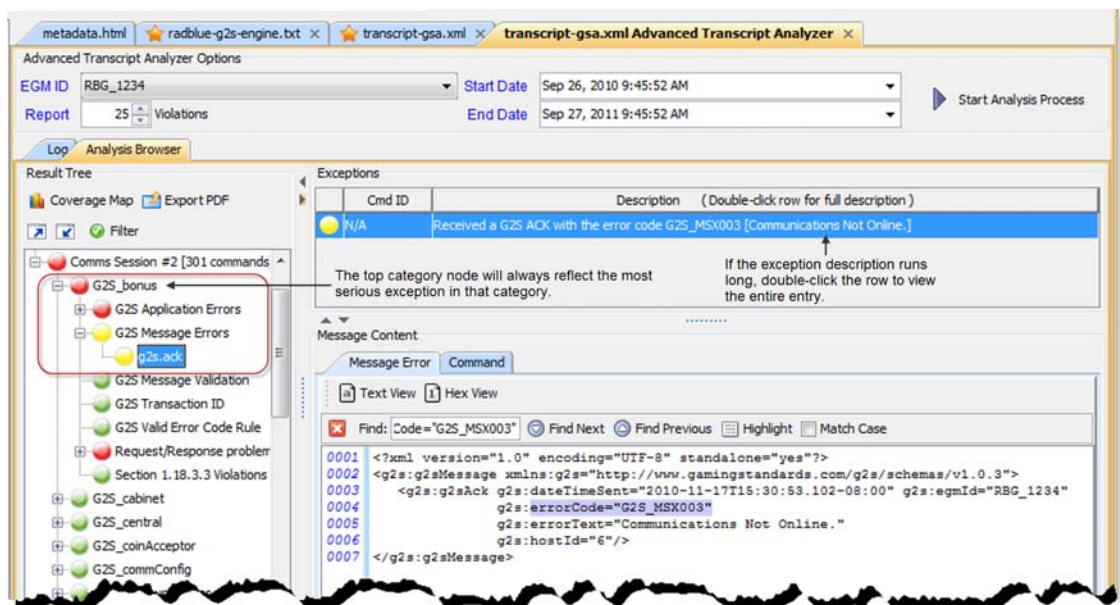 metadata.html radblue-g2s-engine.txt × transcript-gsa.xml × transcript-gsa.xml Advanced Transcript Analyzer ×
Advanced Transcript Analyzer Options
EGM ID RBG_1234 Start Date Sep 26, 2010 9:45:52 AM
Start Analysis Process
Report 25 Violations End Date Sep 27, 2011 9:45:52 AM
Log Analysis Browser
Result Tree
Coverage Map Export PDF
Filter
Comms Session #2 [301 commands
G2S_bonus
G2S Application Errors
G2S Message Errors
g2s.ack
G2S Message Validation
G2S Transaction ID
G2S Valid Error Code Rule
Request/Response problem
Section 1.18.3.3 Violations
G2S_cabinet
G2S_central
G2S_coinAcceptor
G2S_commConfig
Exceptions
Cmd ID Description (Double-click row for full description )
N/A Received a G2S ACK with the error code G2S_MSX003 [Communications Not Online.]
The top category node will always reflect the most
serious exception in that category.
If the exception description runs
long, double-click the row to view
the entire entry.
Message Content
Message Error Command
Text View Hex View
Find: Code="G2S_MSX003" Find Next Find Previous Highlight Match Case
0001 <?xml version="1.0" encoding="UTF-8" standalone="yes"?>
0002 <g2s:g2sMessage xmlns:g2s="http://www.gamingstandards.com/g2s/schemas/v1.0.3">
0003 <g2s:g2sAck g2s:dateTimeSent="2010-11-17T15:30:53.102-08:00" g2s:egmId="RBG_1234"
0004 g2s:errorCode="G2S_MSX003"
0005 g2s:errorText="Communications Not Online."
0006 g2s:hostId="6"/>
0007 </g2s:g2sMessage>